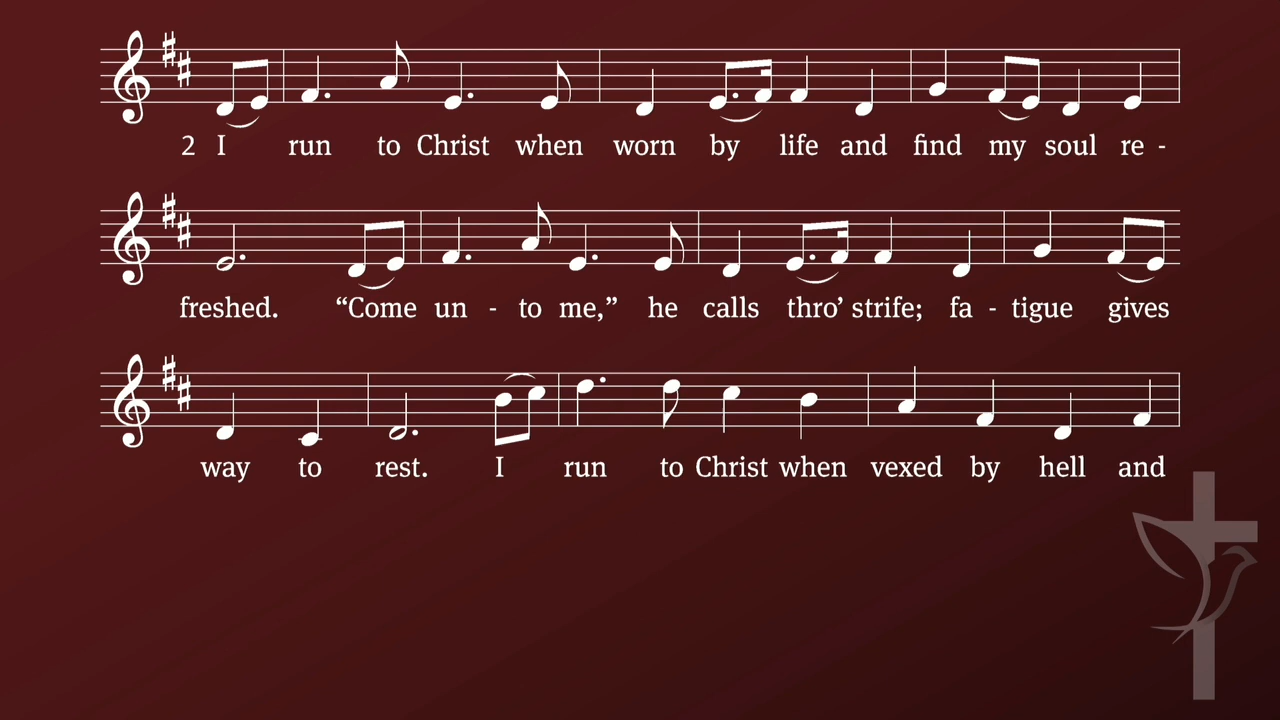 2 I run to Christ when worn by life and find my soul re -
freshed. “Come un - to me,” he calls thro’ strife; fa - tigue gives
way to rest. I run to Christ when vexed by hell and